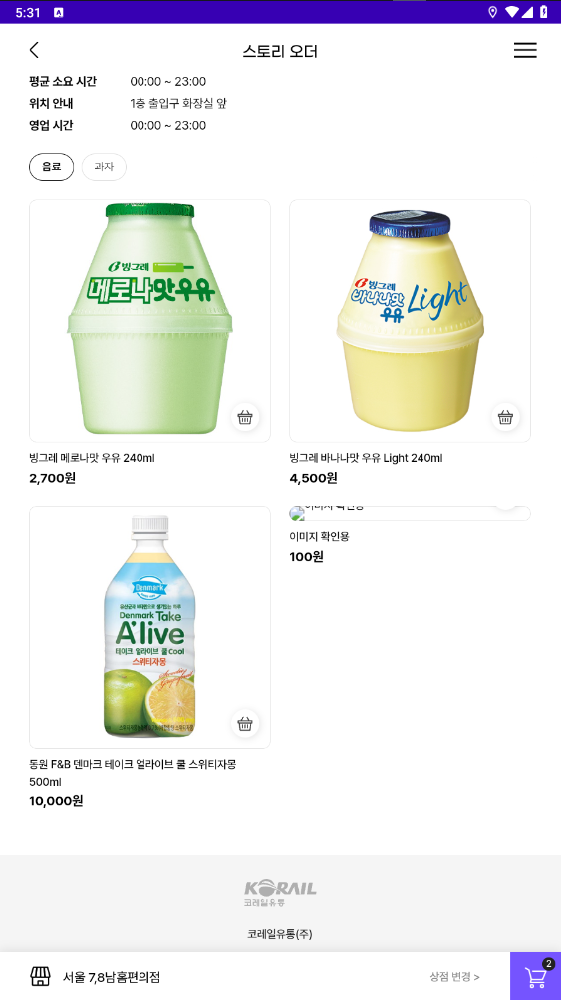 5:31
스토리 오더
평균 소요 시간 00:00 ~ 23:00
위치 안내 1층 출입구 화장실 앞
영업 시간 00:00 ~ 23:00
음료 과자
빙그레
메로나맛우유
빙그레
바나나맛
우유 Light
빙그레 메로나맛 우유 240ml
2,700원
빙그레 바나나맛 우유 Light 240ml
4,500원
Denmark
Denmark Take
A'live
테이크 얼라이브 쿨 Cool
스위티자몽
이미지 확인용
이미지 확인용
100원
동원 F&B 덴마크 테이크 얼라이브 쿨 스위티자몽
500ml
10,000원
KORAIL
코레일유통
코레일유통(주)
서울 7,8남홈편의점
상점 변경 >
2